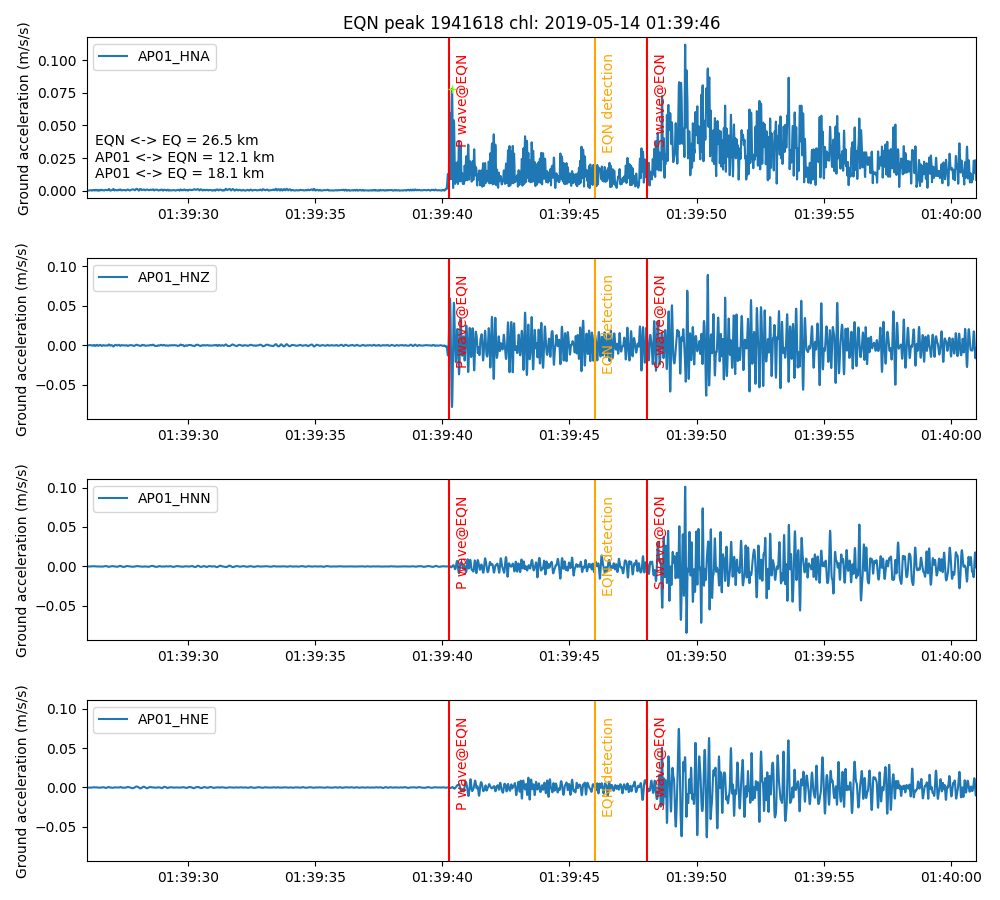 EQN peak 1941618 chl: 2019-05-14 01:39:46
Ground acceleration (m/s/s)
0.100
0.075
0.050
0.025
0.000
AP01_HNA
EQN <-> EQ = 26.5 km
AP01 <-> EQN = 12.1 km
AP01 <-> EQ = 18.1 km
P wave@EQN
EQN detection
S wave@EQN
01:39:30
01:39:35
01:39:40
01:39:45
01:39:50
01:39:55
01:40:00
Ground acceleration (m/s/s)
0.10
0.05
0.00
−0.05
AP01_HNZ
P wave@EQN
EQN detection
S wave@EQN
01:39:30
01:39:35
01:39:40
01:39:45
01:39:50
01:39:55
01:40:00
Ground acceleration (m/s/s)
0.10
0.05
0.00
−0.05
AP01_HNN
P wave@EQN
EQN detection
S wave@EQN
01:39:30
01:39:35
01:39:40
01:39:45
01:39:50
01:39:55
01:40:00
Ground acceleration (m/s/s)
0.10
0.05
0.00
−0.05
AP01_HNE
P wave@EQN
EQN detection
S wave@EQN
01:39:30
01:39:35
01:39:40
01:39:45
01:39:50
01:39:55
01:40:00